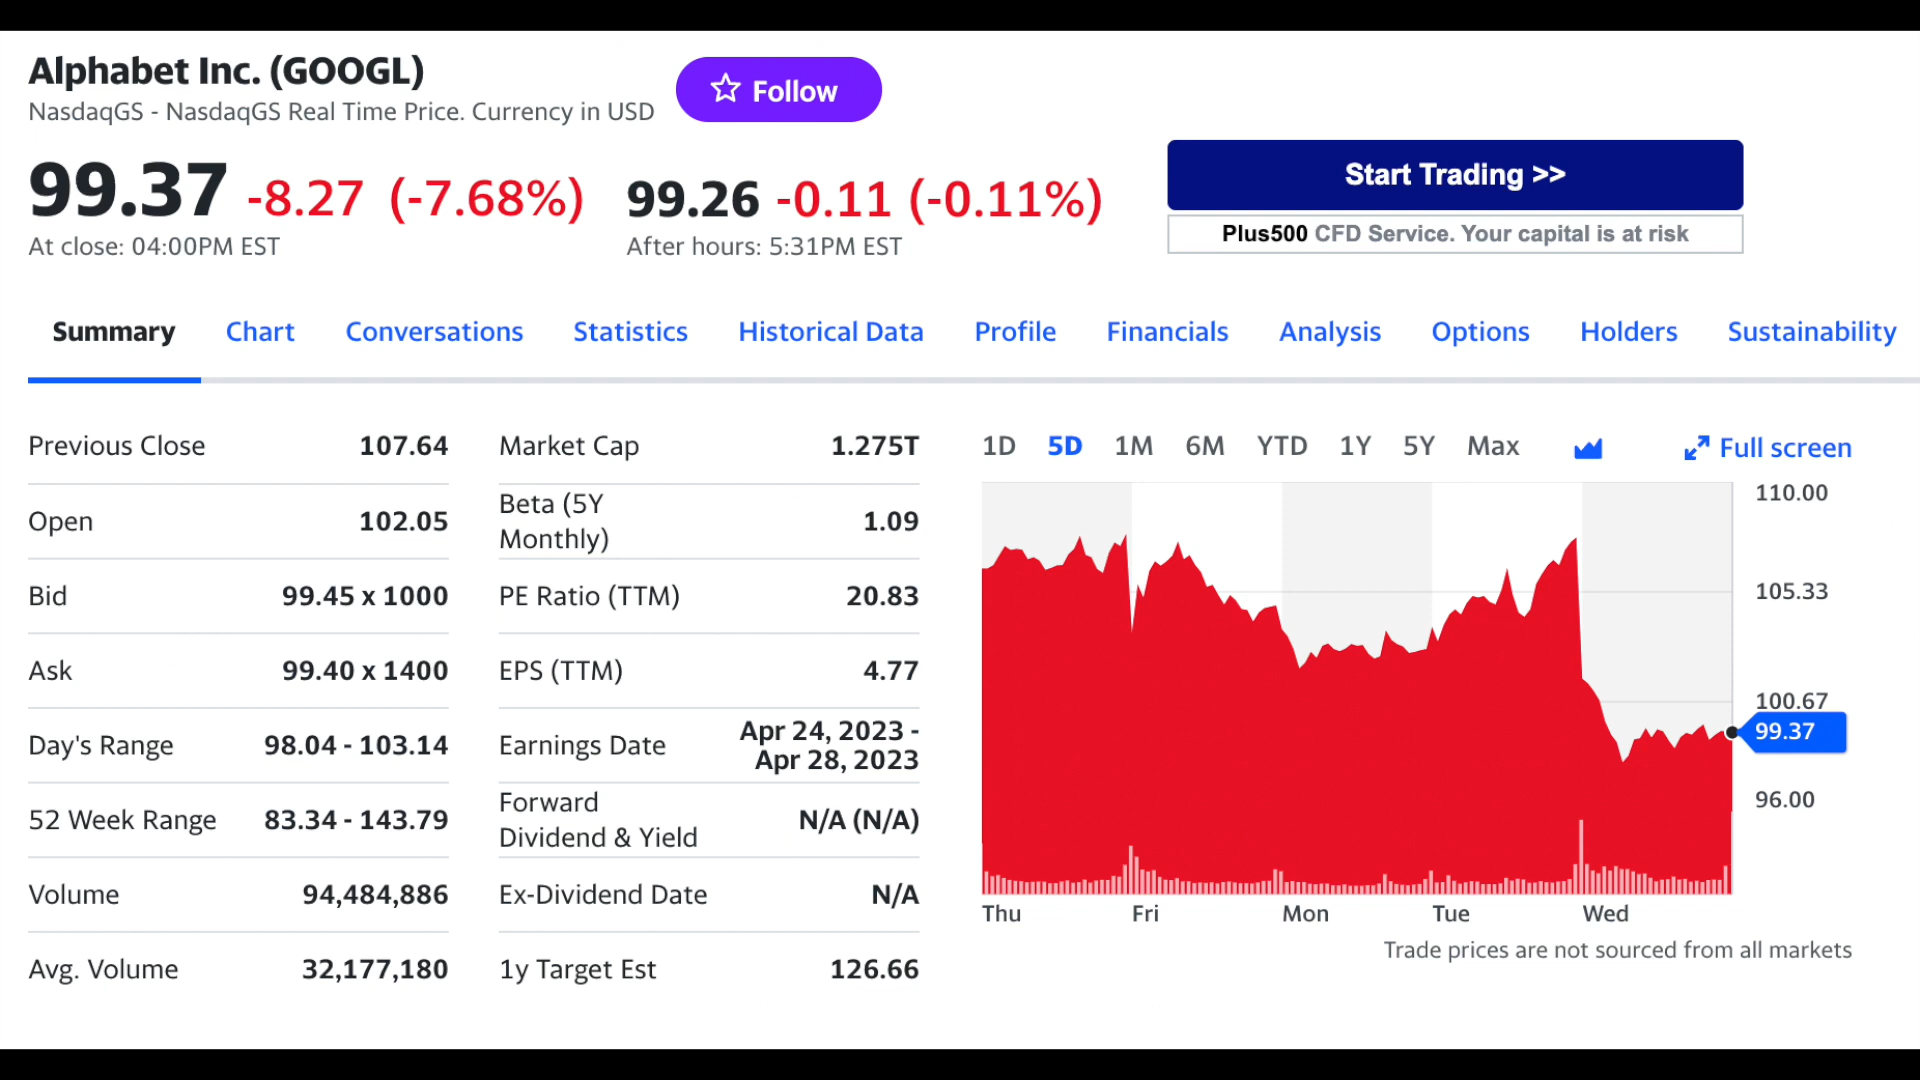 Alphabet Inc. (GOOGL)
NasdaqGS - NasdaqGS Real Time Price. Currency in USD
Follow
99.37 -8.27 (-7.68%)
At close: 04:00PM EST
99.26 -0.11 (-0.11%)
After hours: 5:31PM EST
Start Trading >>
Plus500 CFD Service. Your capital is at risk
Summary Chart Conversations Statistics Historical Data Profile Financials Analysis Options Holders Sustainability
Previous Close 107.64
Open 102.05
Bid 99.45 x 1000
Ask 99.40 x 1400
Day's Range 98.04 - 103.14
52 Week Range 83.34 - 143.79
Volume 94,484,886
Avg. Volume 32,177,180
Market Cap 1.275T
Beta (5Y
Monthly) 1.09
PE Ratio (TTM) 20.83
EPS (TTM) 4.77
Earnings Date Apr 24, 2023 -
Apr 28, 2023
Forward
Dividend & Yield N/A (N/A)
Ex-Dividend Date N/A
1y Target Est 126.66
1D 5D 1M 6M YTD 1Y 5Y Max Full screen
110.00
105.33
100.67
99.37
96.00
Thu Fri Mon Tue Wed
Trade prices are not sourced from all markets